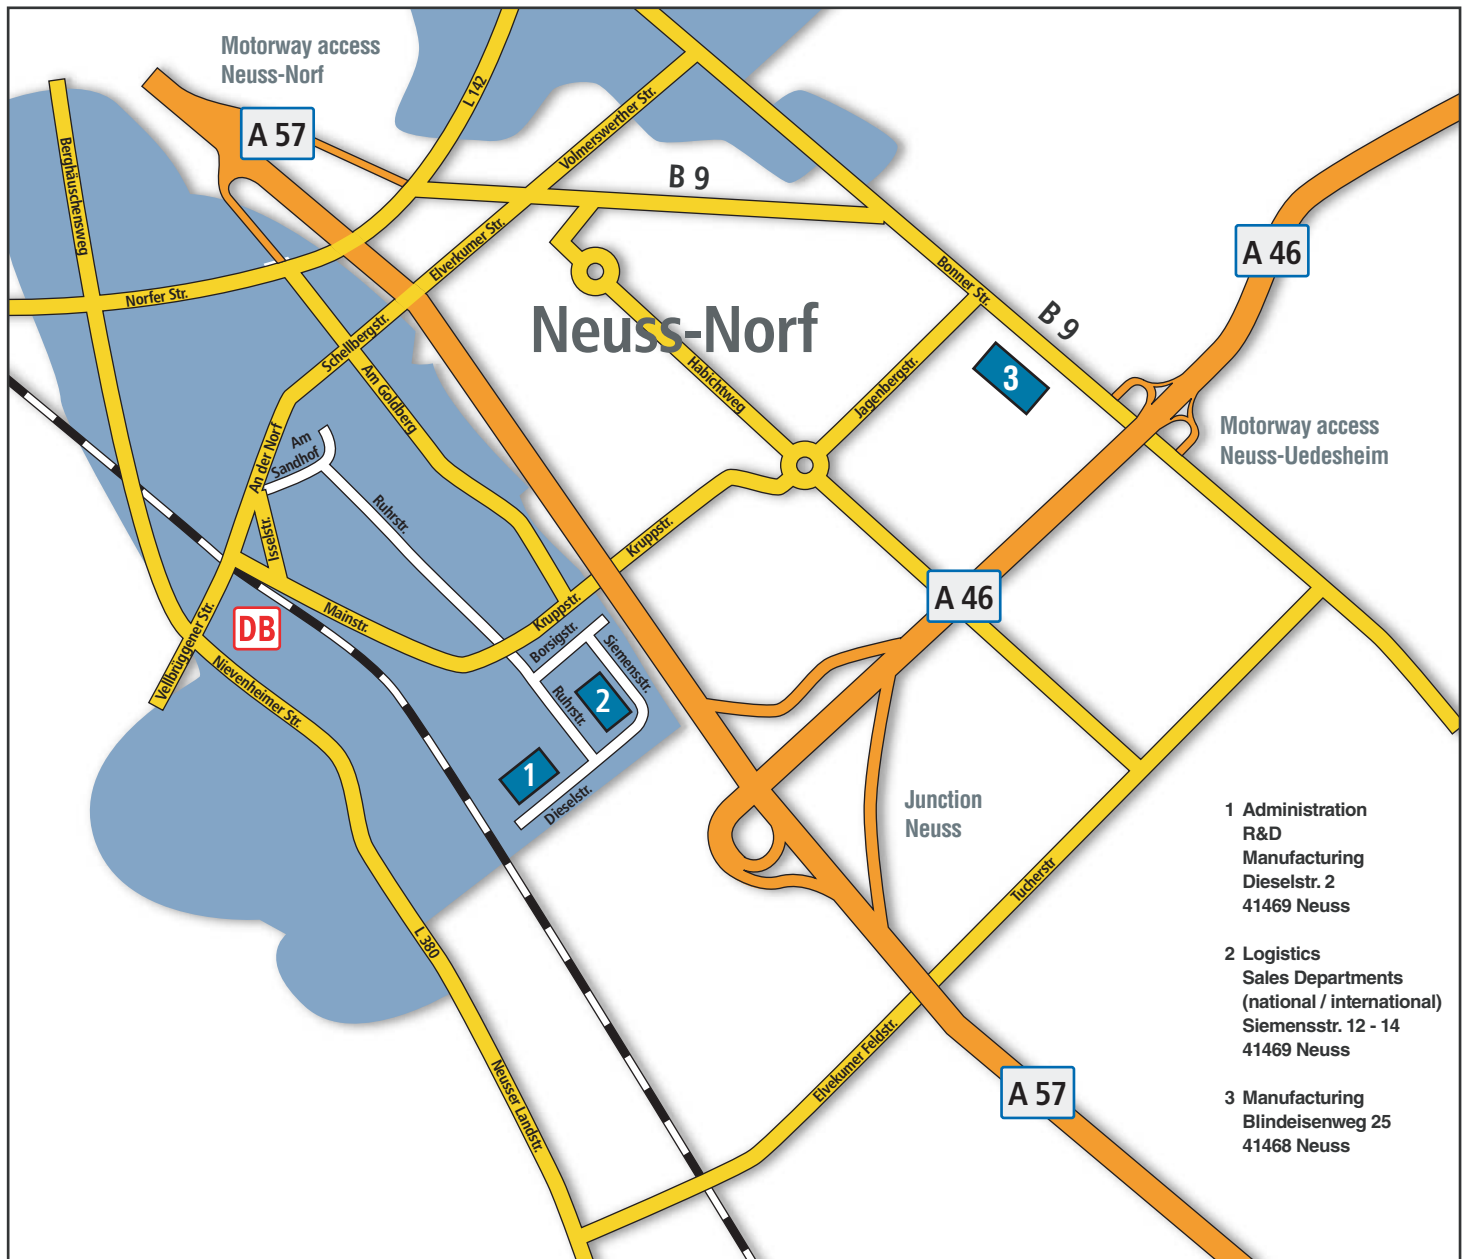 Motorway access
Neuss-Norf
A 57
L 142
Volmerswerther Str.
B 9
Berghäuschensweg
Elverkumer Str.
Norfer Str.
A 46
Bonner Str.
B 9
Neuss-Norf
Schellbergstr.
Am Goldberg
Habichtweg
Jagenbergstr.
3
Motorway access
Neuss-Uedesheim
An der Norf
Am
Sandhof
Ruhrstr.
Isselstr.
Kruppstr.
A 46
DB
Mainstr.
Kruppstr.
Borsigstr.
Siemensstr.
Vellbrüggener Str.
Nievenheimer Str.
Ruhrstr.
2
1
Dieselstr.
Junction
Neuss
Tucherstr
L 380
Elvekumer Feldstr.
Neusser Landstr.
A 57
1 Administration
R&D
Manufacturing
Dieselstr. 2
41469 Neuss
2 Logistics
Sales Departments
(national / international)
Siemensstr. 12 - 14
41469 Neuss
3 Manufacturing
Blindeisenweg 25
41468 Neuss